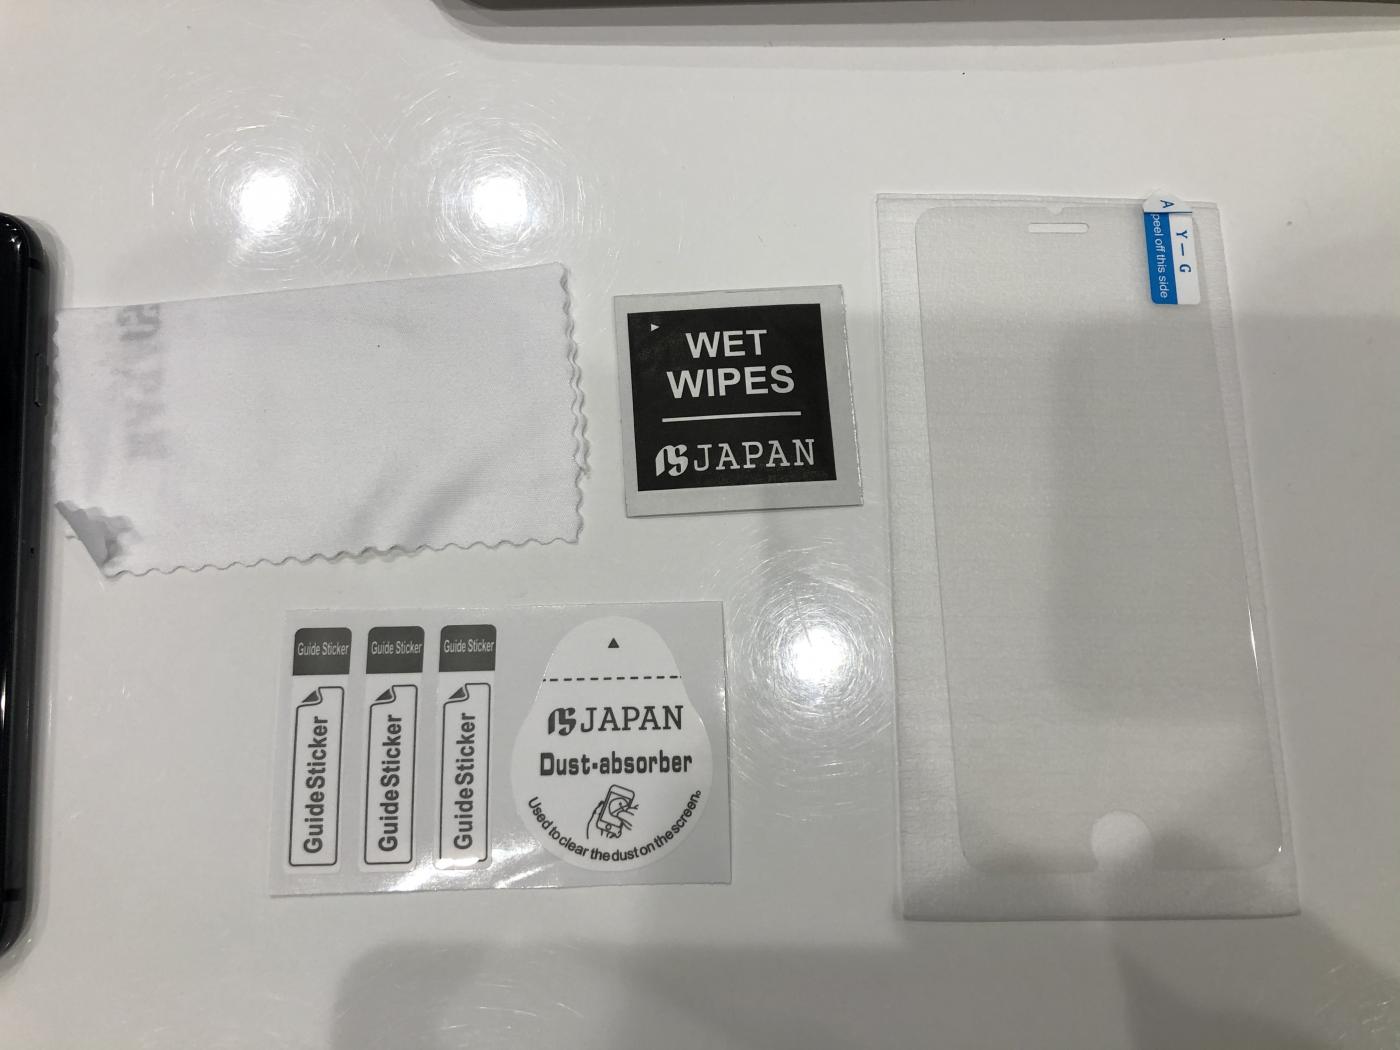 WET
WIPES
JAPAN
A
peel off this side
Y－G
Guide Sticker
GuideSticker
Guide Sticker
GuideSticker
Guide Sticker
GuideSticker
JAPAN
Dust-absorber
Used to clear the dust on the screen。